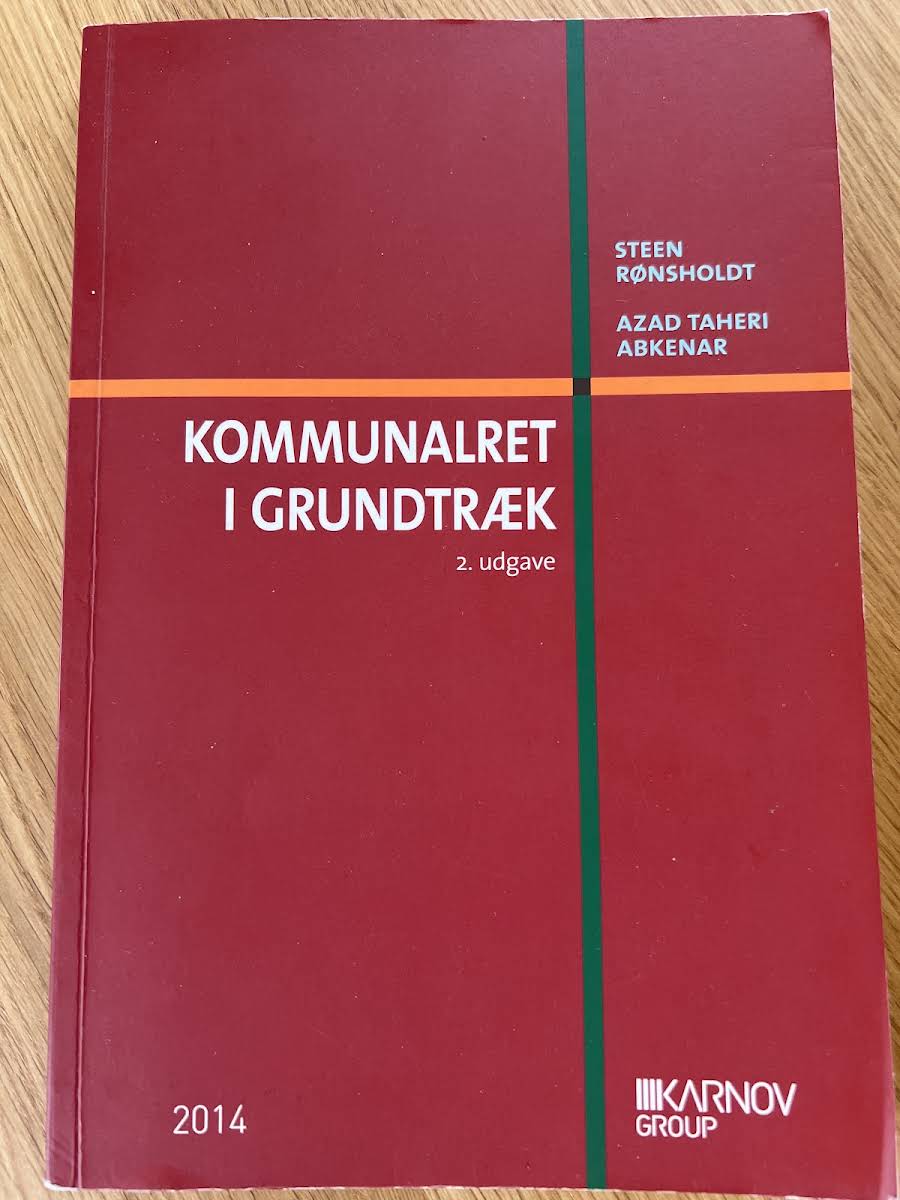 STEEN
RØNSHOLDT
AZAD TAHERI
ABKENAR
KOMMUNALRET
I GRUNDTRÆK
2. udgave
2014
KARNOV
GROUP